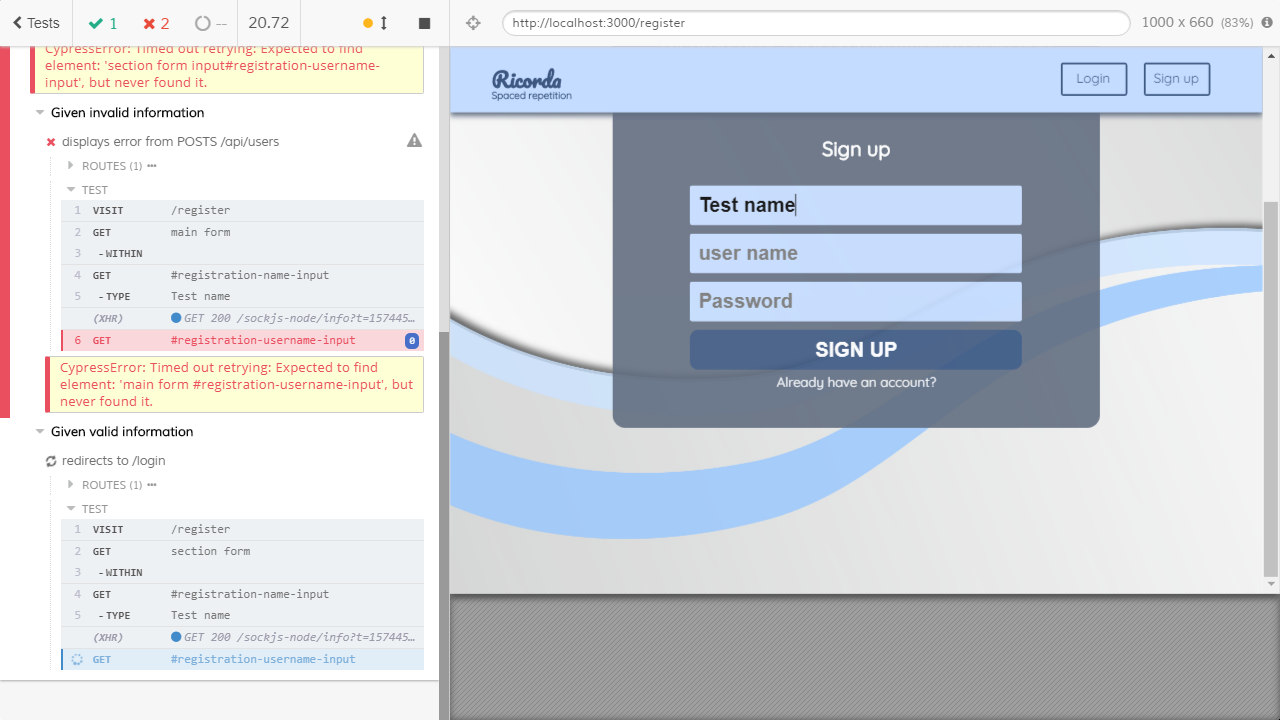 Tests
1
2
--
20.72
http://localhost:3000/register
1000 x 660 (83%)
CypressError: Timed out retrying: Expected to find
element: 'section form input#registration-username-
input', but never found it.
Given invalid information
displays error from POSTS /api/users
ROUTES (1)
TEST
1 VISIT /register
2 GET main form
3 -WITHIN
4 GET #registration-name-input
5 -TYPE Test name
(XHR) GET 200 /sockjs-node/info?t=157445...
6 GET #registration-username-input 0
CypressError: Timed out retrying: Expected to find
element: 'main form #registration-username-input', but
never found it.
Given valid information
redirects to /login
ROUTES (1)
TEST
1 VISIT /register
2 GET section form
3 -WITHIN
4 GET #registration-name-input
5 -TYPE Test name
(XHR) GET 200 /sockjs-node/info?t=157445...
GET #registration-username-input
Ricorda
Spaced repetition
Login
Sign up
Sign up
Test name
user name
Password
SIGN UP
Already have an account?